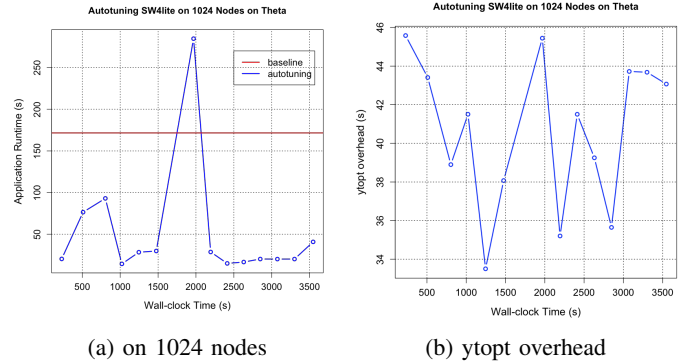 Autotuning SW4lite on 1024 Nodes on Theta
Application Runtime (s)
250
200
150
100
50
baseline
autotuning
500 1000 1500 2000 2500 3000 3500
Wall-clock Time (s)
(a) on 1024 nodes
Autotuning SW4lite on 1024 Nodes on Theta
ytopt overhead (s)
46
44
42
40
38
36
34
500 1000 1500 2000 2500 3000 3500
Wall-clock Time (s)
(b) ytopt overhead